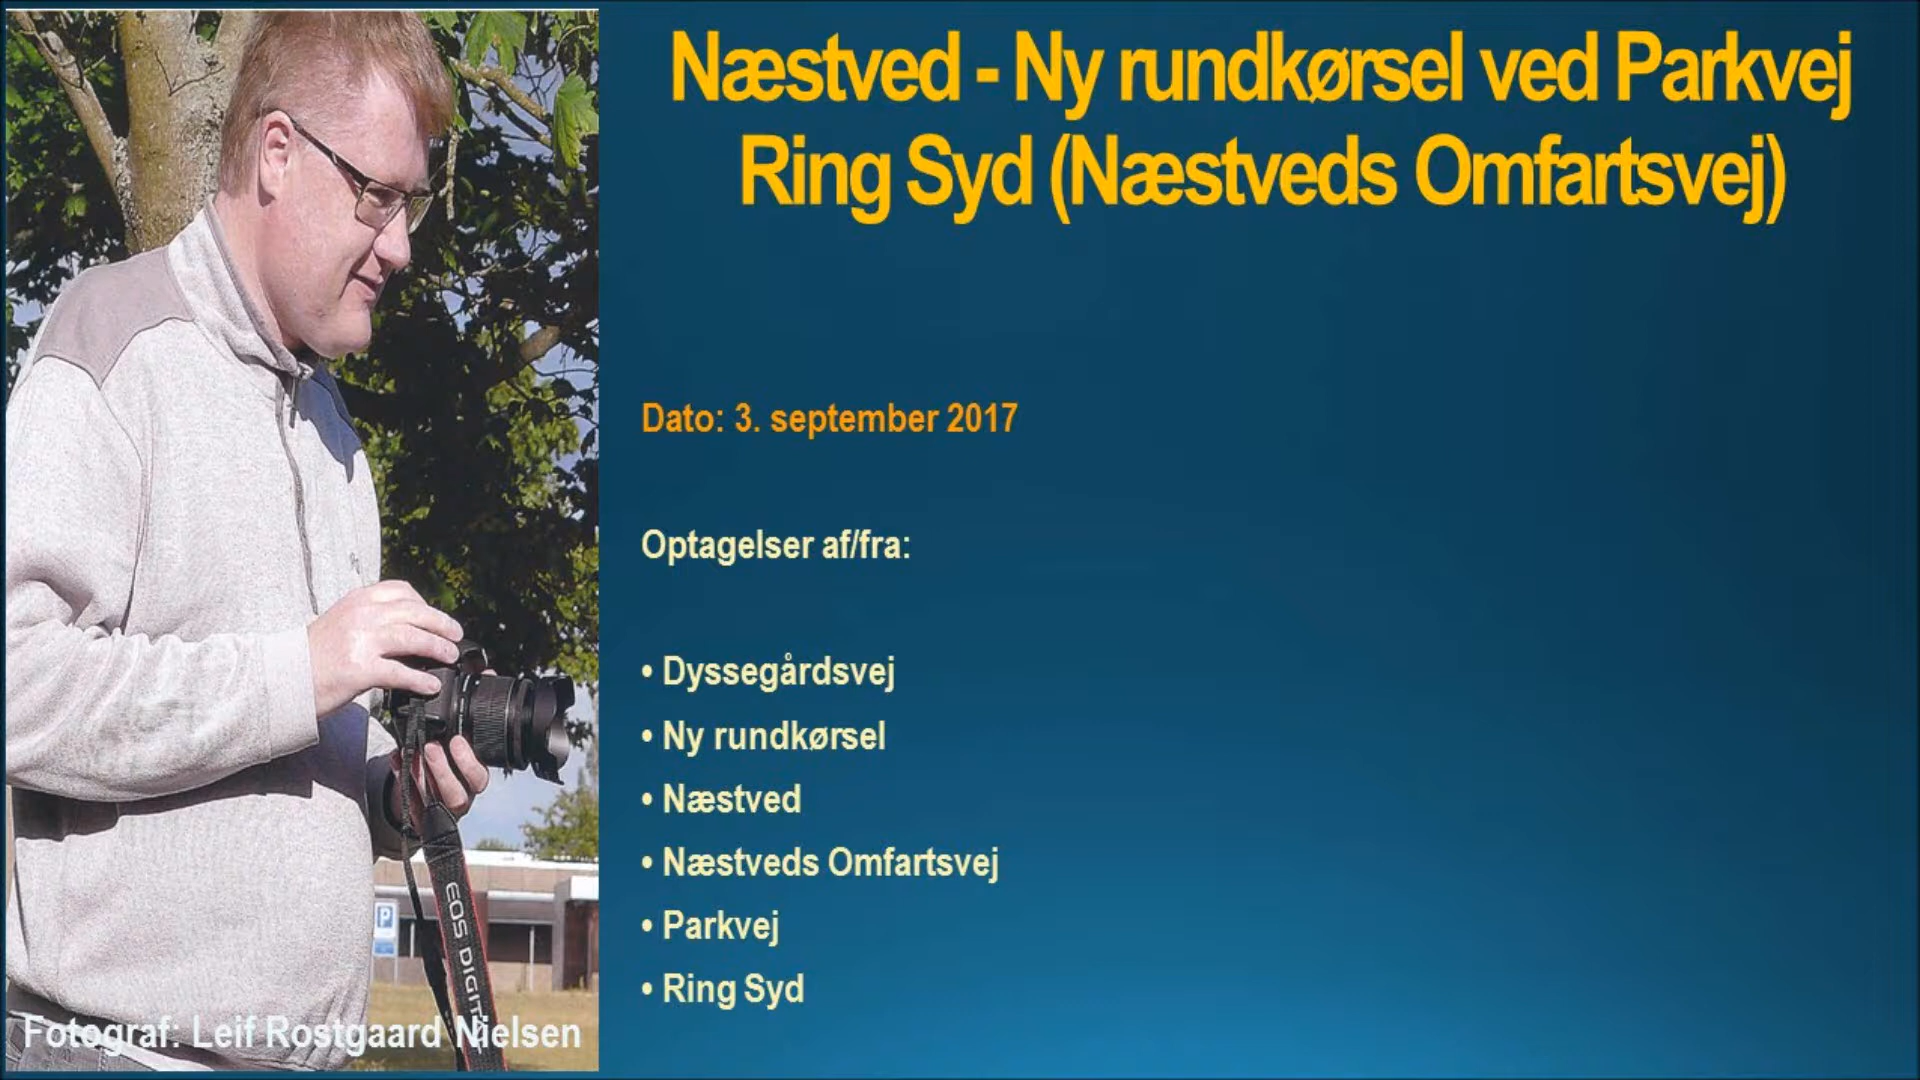 Næstved - Ny rundkørsel ved Parkvej
Ring Syd (Næstveds Omfartsvej)
Dato: 3. september 2017
Optagelser af/fra:
• Dyssegårdsvej
• Ny rundkørsel
• Næstved
• Næstveds Omfartsvej
• Parkvej
• Ring Syd
P
EOS DIGITAL
Fotograf: Leif Rostgaard Nielsen